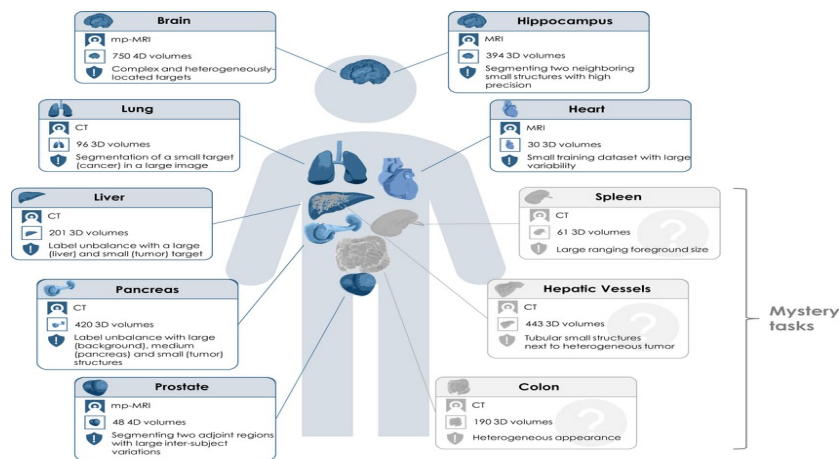 Brain
mp-MRI
750 4D volumes
Complex and heterogeneously-
located targets
Hippocampus
MRI
394 3D volumes
Segmenting two neighboring
small structures with high
precision
Lung
CT
96 3D volumes
Segmentation of a small target
(cancer) in a large image
Heart
MRI
30 3D volumes
Small training dataset with large
variability
Liver
CT
201 3D volumes
Label unbalance with a large
(liver) and small (tumor) target
Spleen
CT
61 3D volumes
Large ranging foreground size
?
Pancreas
CT
420 3D volumes
Label unbalance with large
(background), medium
(pancreas) and small (tumor)
structures
Hepatic Vessels
CT
443 3D volumes
Tubular small structures
next to heterogeneous tumor
?
Mystery
tasks
Prostate
mp-MRI
48 4D volumes
Segmenting two adjoint regions
with large inter-subject
variations
Colon
CT
190 3D volumes
Heterogeneous appearance
?